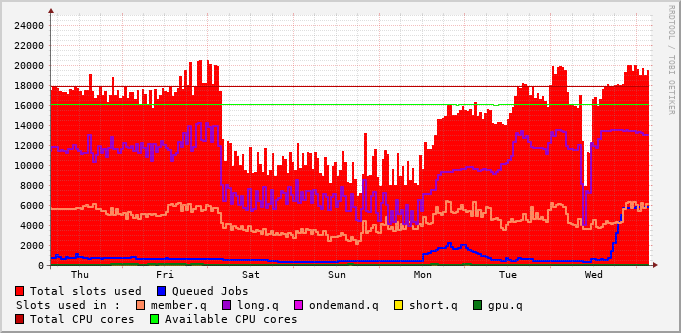 RRDTOOL / TOBI OETIKER
24000
22000
20000
18000
16000
14000
12000
10000
8000
6000
4000
2000
0
Thu Fri Sat Sun Mon Tue Wed
Total slots used Queued Jobs
Slots used in : member.q long.q ondemand.q short.q gpu.q
Total CPU cores Available CPU cores